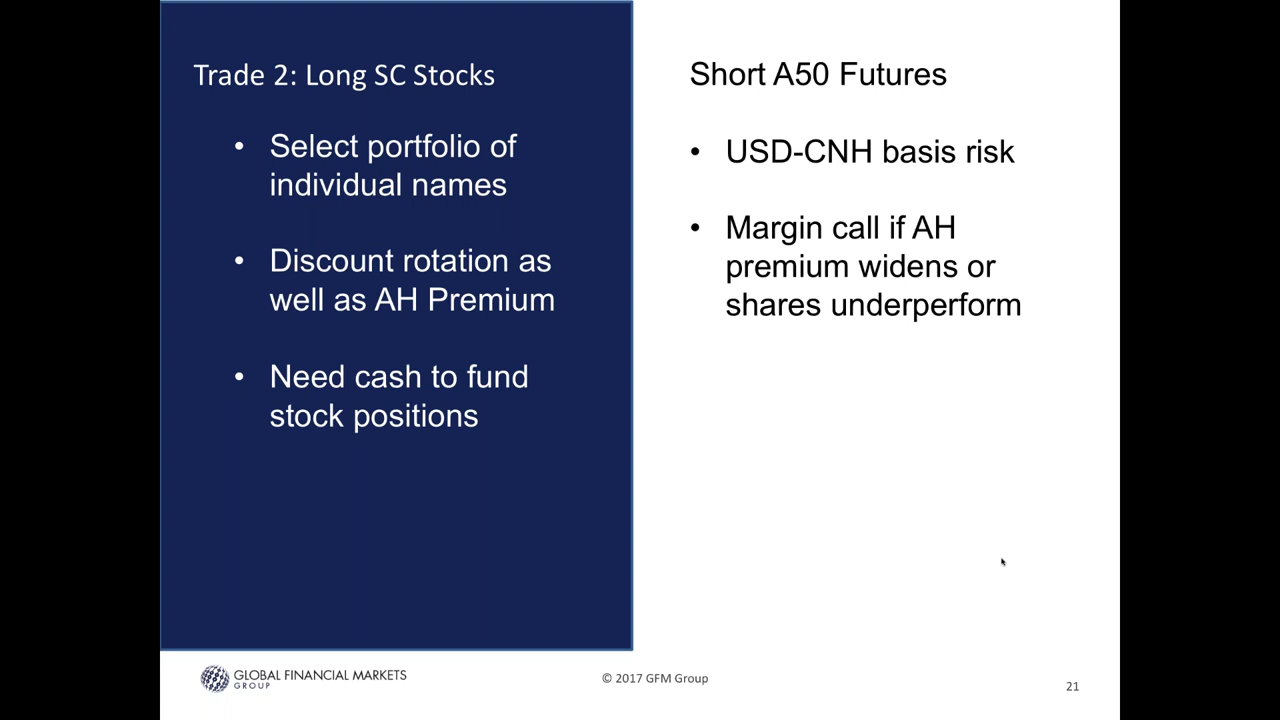 Trade 2: Long SC Stocks
• Select portfolio of
individual names
• Discount rotation as
well as AH Premium
• Need cash to fund
stock positions
Short A50 Futures
• USD-CNH basis risk
• Margin call if AH
premium widens or
shares underperform
GLOBAL FINANCIAL MARKETS
GROUP
© 2017 GFM Group
21